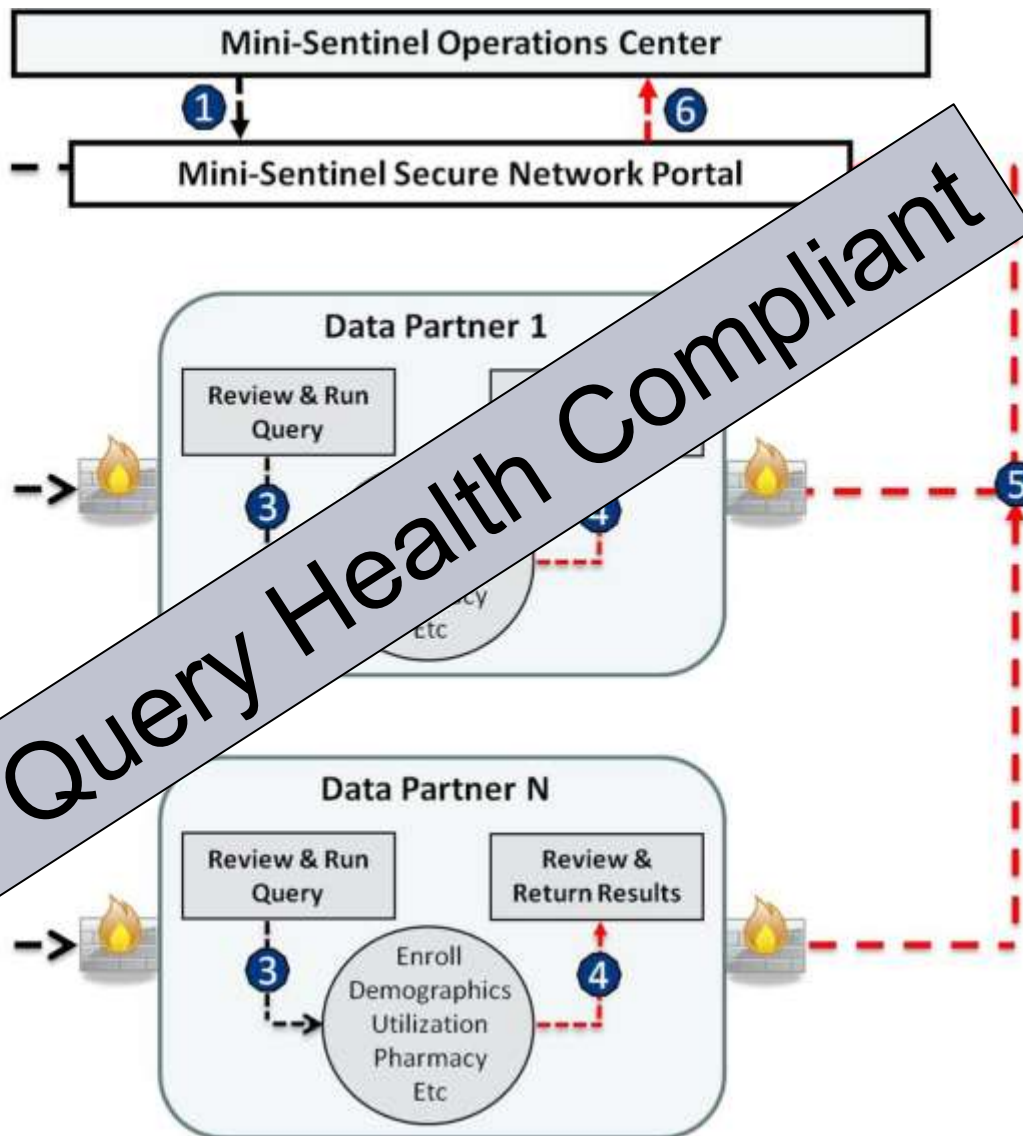 Mini-Sentinel Operations Center
1
6
Mini-Sentinel Secure Network Portal
Data Partner 1
Review & Run
Query
3
4
5
Etc
Query Health Compliant
Data Partner N
Review & Run
Query
Review &
Return Results
3
4
Enroll
Demographics
Utilization
Pharmacy
Etc